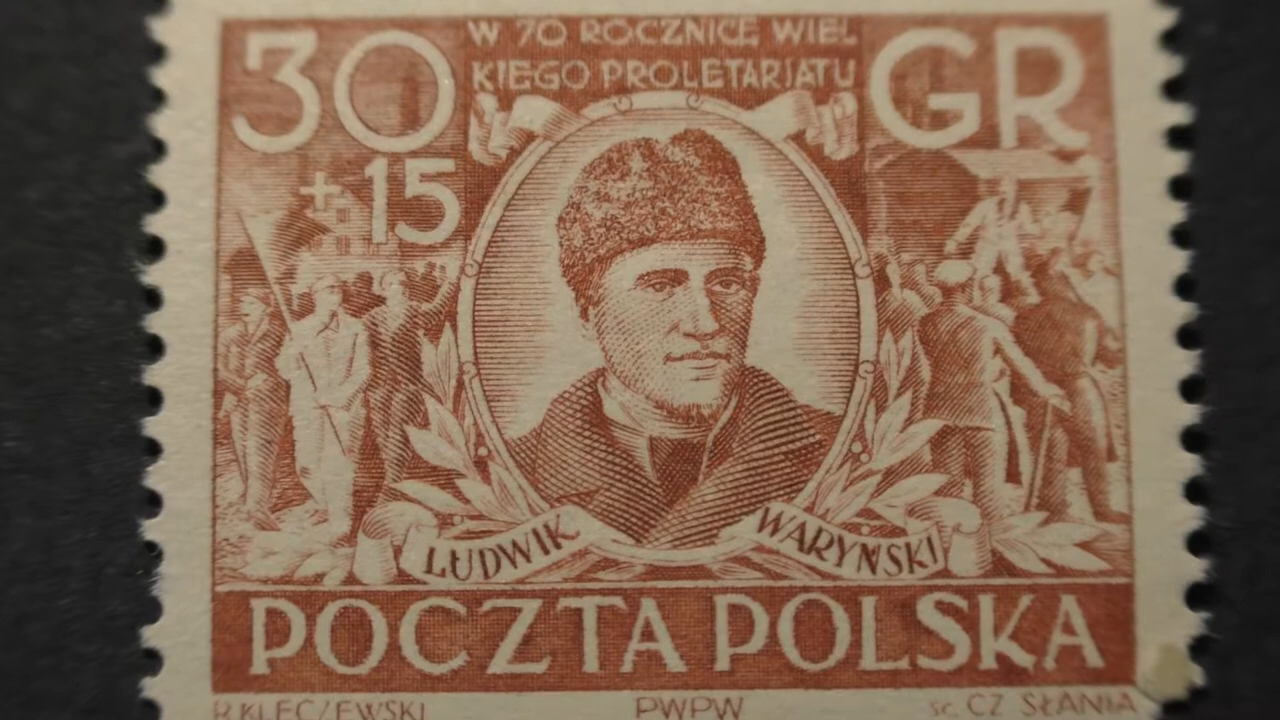 W 70 ROCZNICĘ WIEL
KIEGO PROLETARJATU
30 GR
+ 15
LUDWIK WARYŃSKI
POCZTA POLSKA
R. KLECZEWSKI PWPW sc. CZ SŁANIA